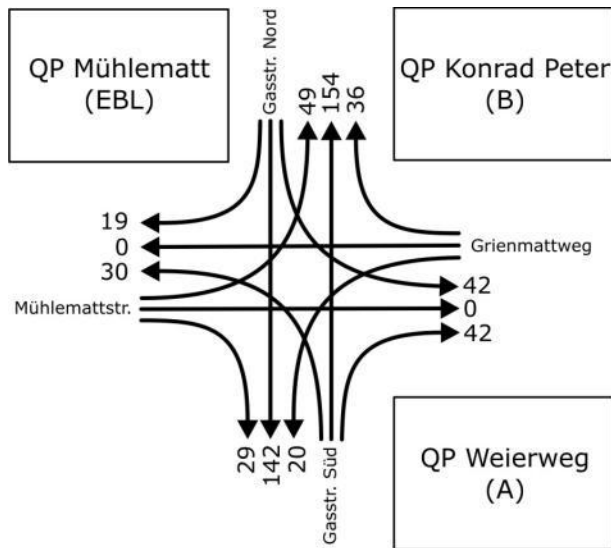 QP Mühlematt
(EBL)
Gasstr. Nord
49
154
36
QP Konrad Peter
(B)
19
0
30
Grienmattweg
42
0
42
Mühlemattstr.
29
142
20
Gasstr. Süd
QP Weierweg
(A)